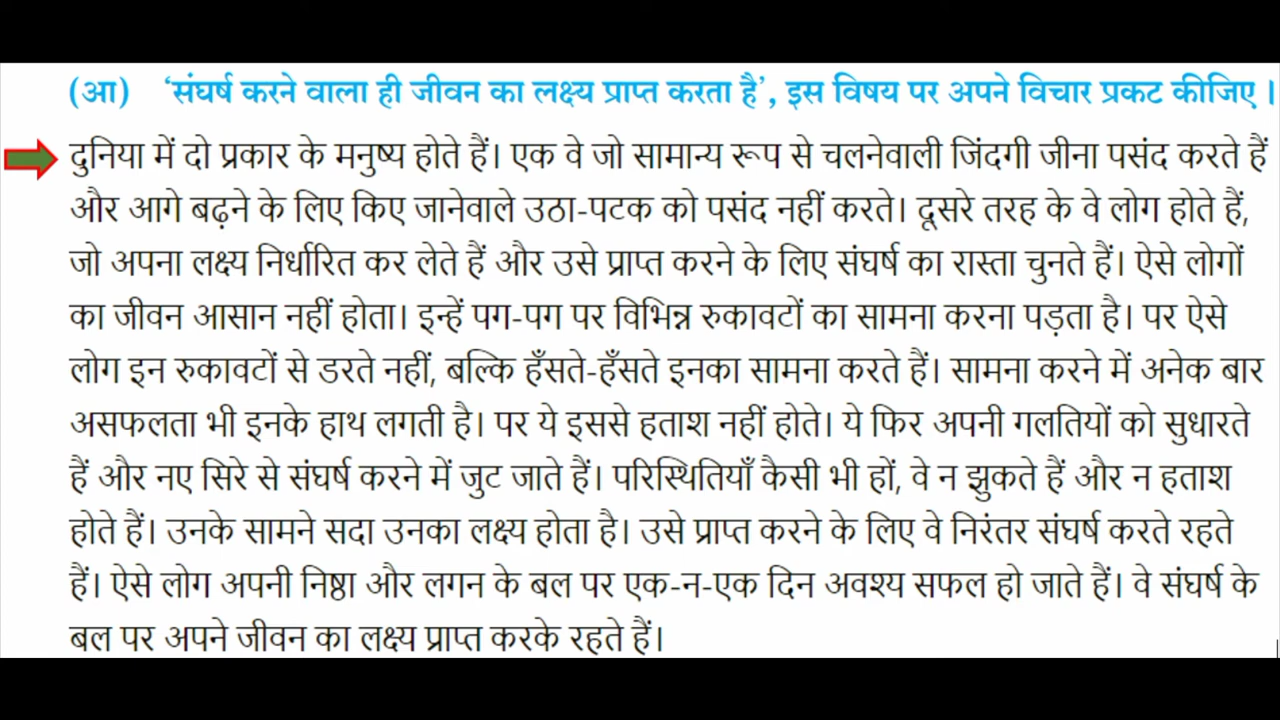 (आ) ‘संघर्ष करने वाला ही जीवन का लक्ष्य प्राप्त करता है’, इस विषय पर अपने विचार प्रकट कीजिए ।
दुनिया में दो प्रकार के मनुष्य होते हैं। एक वे जो सामान्य रूप से चलनेवाली जिंदगी जीना पसंद करते हैं
और आगे बढ़ने के लिए किए जानेवाले उठा-पटक को पसंद नहीं करते। दूसरे तरह के वे लोग होते हैं,
जो अपना लक्ष्य निर्धारित कर लेते हैं और उसे प्राप्त करने के लिए संघर्ष का रास्ता चुनते हैं। ऐसे लोगों
का जीवन आसान नहीं होता। इन्हें पग-पग पर विभिन्न रुकावटों का सामना करना पड़ता है। पर ऐसे
लोग इन रुकावटों से डरते नहीं, बल्कि हँसते-हँसते इनका सामना करते हैं। सामना करने में अनेक बार
असफलता भी इनके हाथ लगती है। पर ये इससे हताश नहीं होते। ये फिर अपनी गलतियों को सुधारते
हैं और नए सिरे से संघर्ष करने में जुट जाते हैं। परिस्थितियाँ कैसी भी हों, वे न झुकते हैं और न हताश
होते हैं। उनके सामने सदा उनका लक्ष्य होता है। उसे प्राप्त करने के लिए वे निरंतर संघर्ष करते रहते
हैं। ऐसे लोग अपनी निष्ठा और लगन के बल पर एक-न-एक दिन अवश्य सफल हो जाते हैं। वे संघर्ष के
बल पर अपने जीवन का लक्ष्य प्राप्त करके रहते हैं।